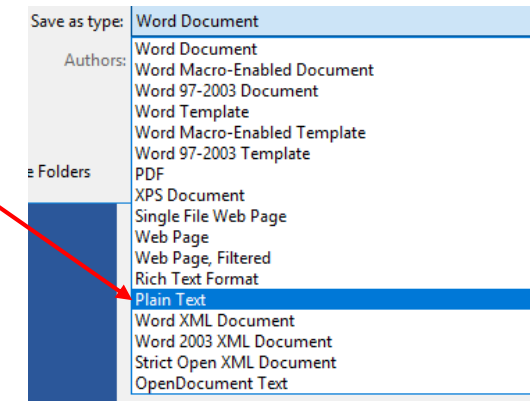 Save as type: Word Document
Authors:
Word Document
Word Macro-Enabled Document
Word 97-2003 Document
Word Template
Word Macro-Enabled Template
Word 97-2003 Template
e Folders
PDF
XPS Document
Single File Web Page
Web Page
Web Page, Filtered
Rich Text Format
Plain Text
Word XML Document
Word 2003 XML Document
Strict Open XML Document
OpenDocument Text